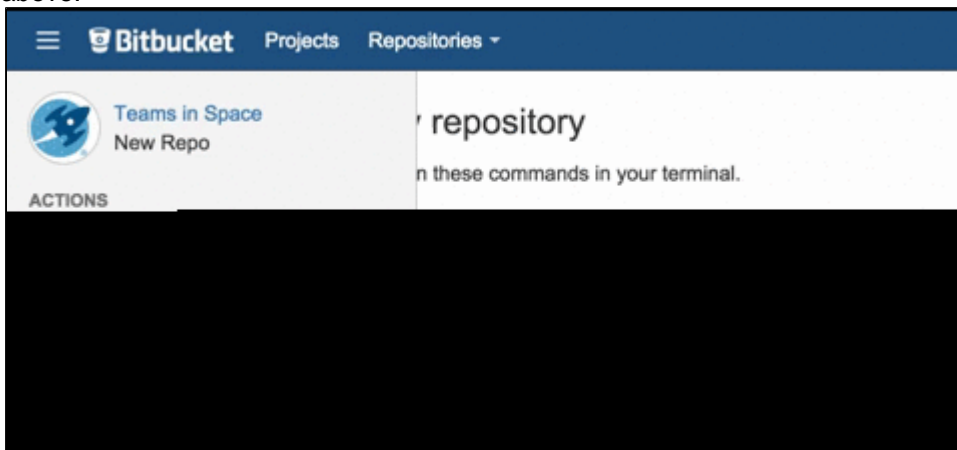 Bitbucket Projects Repositories
Teams in Space
New Repo
repository
these commands in your terminal.
ACTIONS